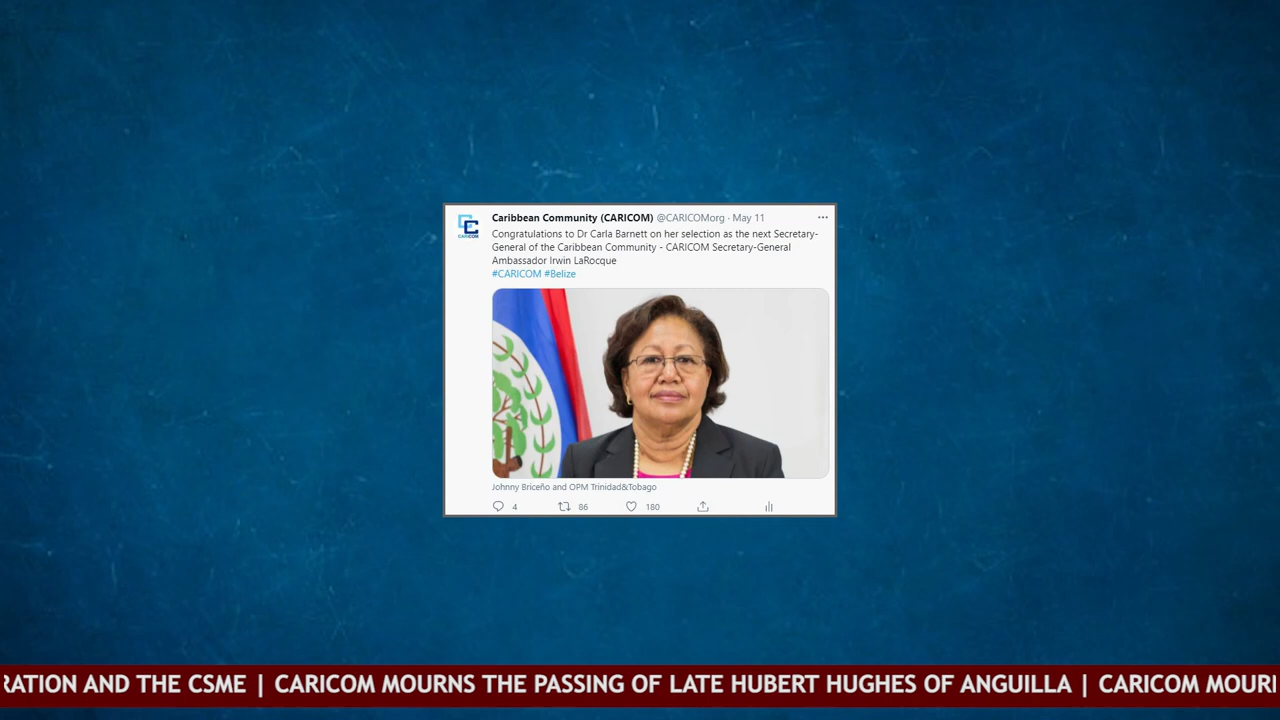 Caribbean Community (CARICOM) @CARICOMorg · May 11
Congratulations to Dr Carla Barnett on her selection as the next Secretary-
General of the Caribbean Community - CARICOM Secretary-General
Ambassador Irwin LaRocque
#CARICOM #Belize
CARICOM
Johnny Briceño and OPM Trinidad&Tobago
4 86 180
RATION AND THE CSME | CARICOM MOURNS THE PASSING OF LATE HUBERT HUGHES OF ANGUILLA | CARICOM MOURI